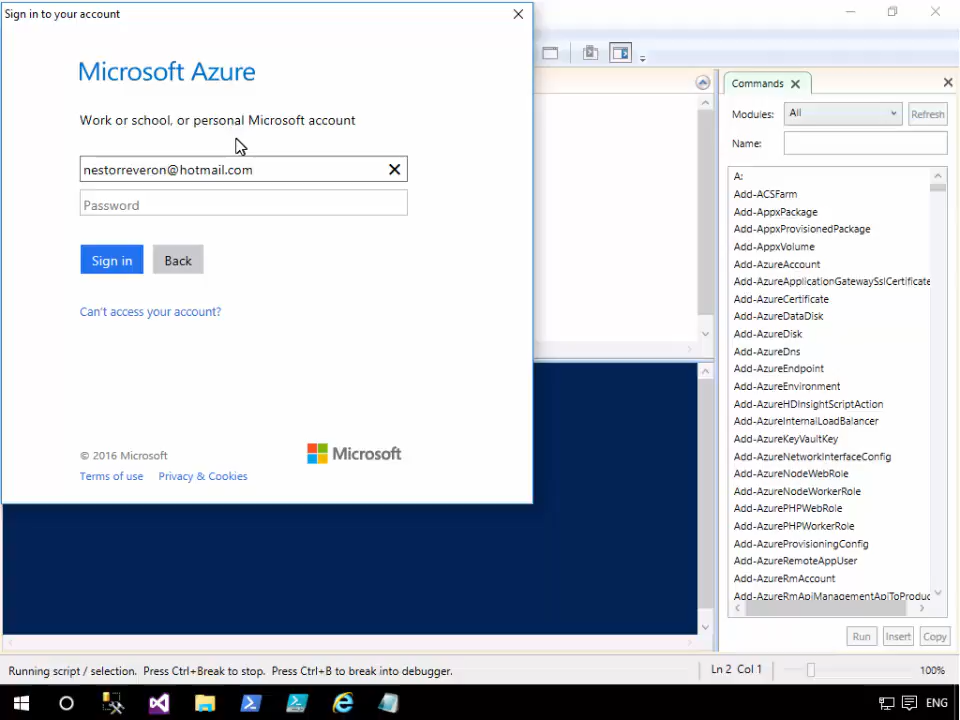 Sign in to your account
Microsoft Azure
Work or school, or personal Microsoft account
nestorreveron@hotmail.com
Password
Sign in
Back
Can't access your account?
© 2016 Microsoft
Microsoft
Terms of use
Privacy & Cookies
Commands
Modules:
All
Refresh
Name:
A:
Add-ACSFarm
Add-AppxPackage
Add-AppxProvisionedPackage
Add-AppxVolume
Add-AzureAccount
Add-AzureApplicationGatewaySslCertificate
Add-AzureCertificate
Add-AzureDataDisk
Add-AzureDisk
Add-AzureDns
Add-AzureEndpoint
Add-AzureEnvironment
Add-AzureHDInsightScriptAction
Add-AzureInternalLoadBalancer
Add-AzureKeyVaultKey
Add-AzureNetworkInterfaceConfig
Add-AzureNodeWebRole
Add-AzureNodeWorkerRole
Add-AzurePHPWebRole
Add-AzurePHPWorkerRole
Add-AzureProvisioningConfig
Add-AzureRemoteAppUser
Add-AzureRmAccount
Add-AzureRmApiManagementApiToProduc
Run
Insert
Copy
Running script / selection. Press Ctrl+Break to stop. Press Ctrl+B to break into debugger.
Ln 2 Col 1
100%
ENG